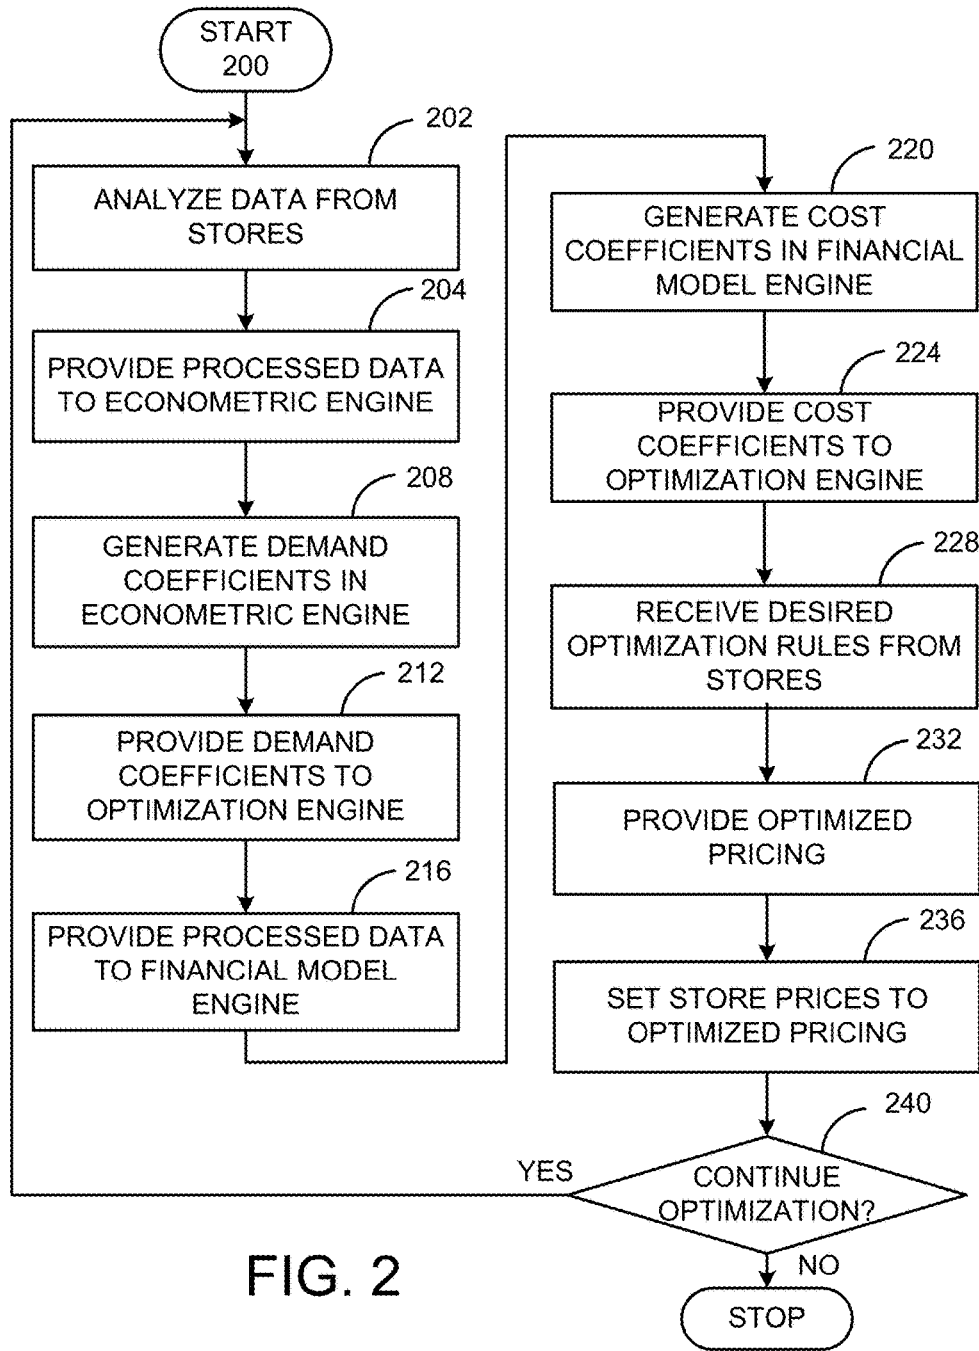 START
200
202
ANALYZE DATA FROM
STORES
204
PROVIDE PROCESSED DATA
TO ECONOMETRIC ENGINE
208
GENERATE DEMAND
COEFFICIENTS IN
ECONOMETRIC ENGINE
212
PROVIDE DEMAND
COEFFICIENTS TO
OPTIMIZATION ENGINE
216
PROVIDE PROCESSED DATA
TO FINANCIAL MODEL
ENGINE
220
GENERATE COST
COEFFICIENTS IN FINANCIAL
MODEL ENGINE
224
PROVIDE COST
COEFFICIENTS TO
OPTIMIZATION ENGINE
228
RECEIVE DESIRED
OPTIMIZATION RULES FROM
STORES
232
PROVIDE OPTIMIZED
PRICING
236
SET STORE PRICES TO
OPTIMIZED PRICING
240
CONTINUE
OPTIMIZATION?
YES
NO
STOP
FIG. 2